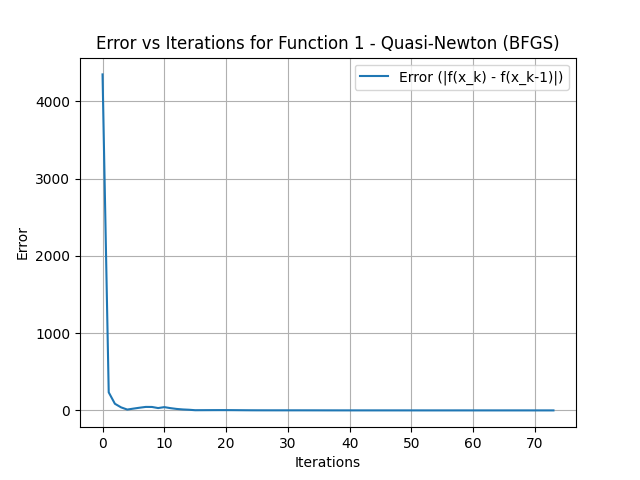 Error vs Iterations for Function 1 - Quasi-Newton (BFGS)
Error (|f(x_k) - f(x_k-1)|)
Error
4000
3000
2000
1000
0
0 10 20 30 40 50 60 70
Iterations